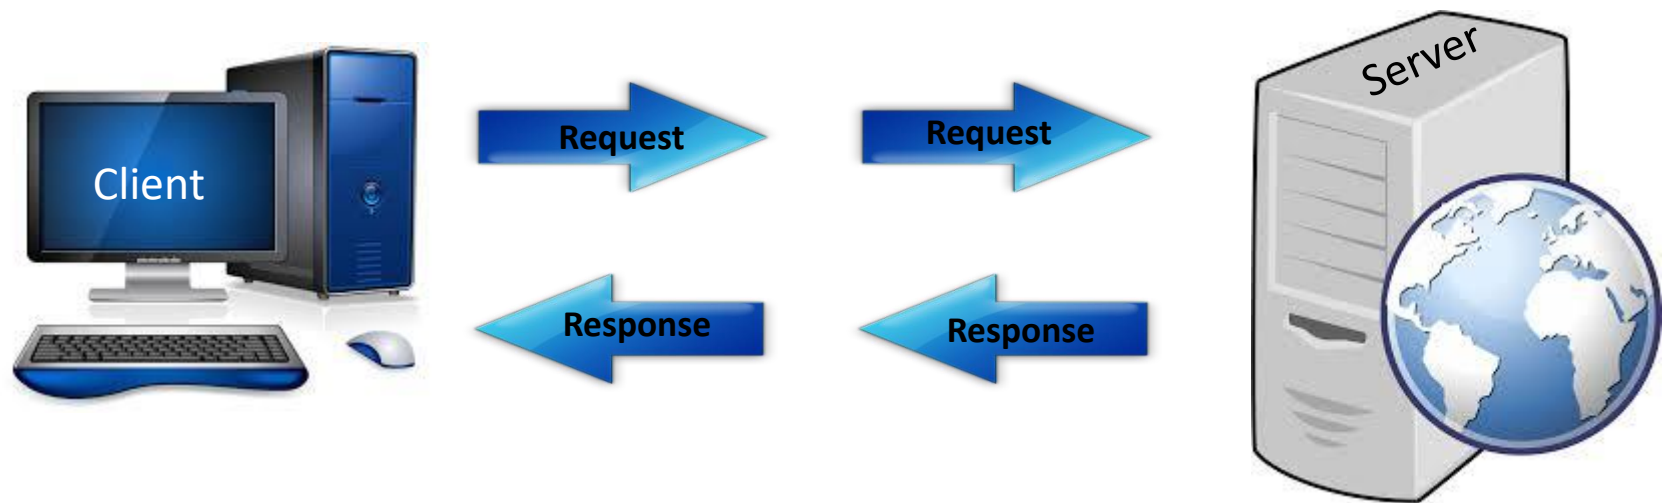 Client
Request
Request
Server
Response
Response